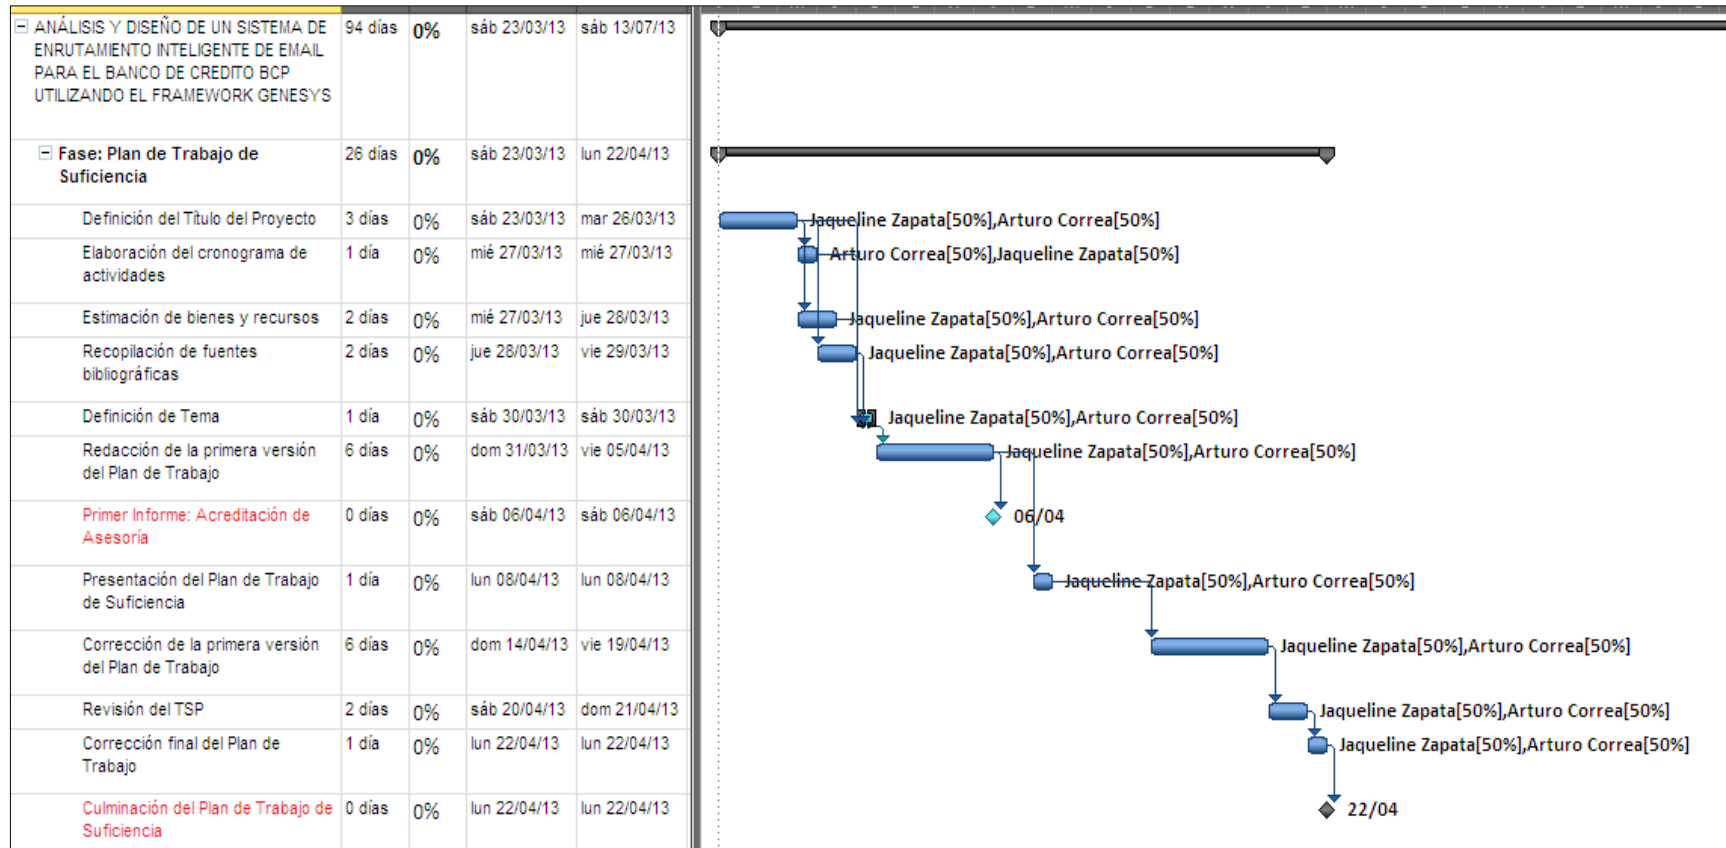 ANÁLISIS Y DISEÑO DE UN SISTEMA DE 94 días 0% sáb 23/03/13 sáb 13/07/13
ENRUTAMIENTO INTELIGENTE DE EMAIL
PARA EL BANCO DE CREDITO BCP
UTILIZANDO EL FRAMEWORK GENESYS
Fase: Plan de Trabajo de 26 días 0% sáb 23/03/13 lun 22/04/13
Suficiencia
Definición del Título del Proyecto 3 días 0% sáb 23/03/13 mar 26/03/13 Jaqueline Zapata[50%],Arturo Correa[50%]
Elaboración del cronograma de 1 día 0% mié 27/03/13 mié 27/03/13 Arturo Correa[50%],Jaqueline Zapata[50%]
actividades
Estimación de bienes y recursos 2 días 0% mié 27/03/13 jue 28/03/13 Jaqueline Zapata[50%],Arturo Correa[50%]
Recopilación de fuentes 2 días 0% jue 28/03/13 vie 29/03/13 Jaqueline Zapata[50%],Arturo Correa[50%]
bibliográficas
Definición de Tema 1 día 0% sáb 30/03/13 sáb 30/03/13 Jaqueline Zapata[50%],Arturo Correa[50%]
Redacción de la primera versión 6 días 0% dom 31/03/13 vie 05/04/13 Jaqueline Zapata[50%],Arturo Correa[50%]
del Plan de Trabajo
Primer Informe: Acreditación de 0 días 0% sáb 06/04/13 sáb 06/04/13 06/04
Asesoría
Presentación del Plan de Trabajo 1 día 0% lun 08/04/13 lun 08/04/13 Jaqueline Zapata[50%],Arturo Correa[50%]
de Suficiencia
Corrección de la primera versión 6 días 0% dom 14/04/13 vie 19/04/13 Jaqueline Zapata[50%],Arturo Correa[50%]
del Plan de Trabajo
Revisión del TSP 2 días 0% sáb 20/04/13 dom 21/04/13 Jaqueline Zapata[50%],Arturo Correa[50%]
Corrección final del Plan de 1 día 0% lun 22/04/13 lun 22/04/13 Jaqueline Zapata[50%],Arturo Correa[50%]
Trabajo
Culminación del Plan de Trabajo de 0 días 0% lun 22/04/13 lun 22/04/13 22/04
Suficiencia